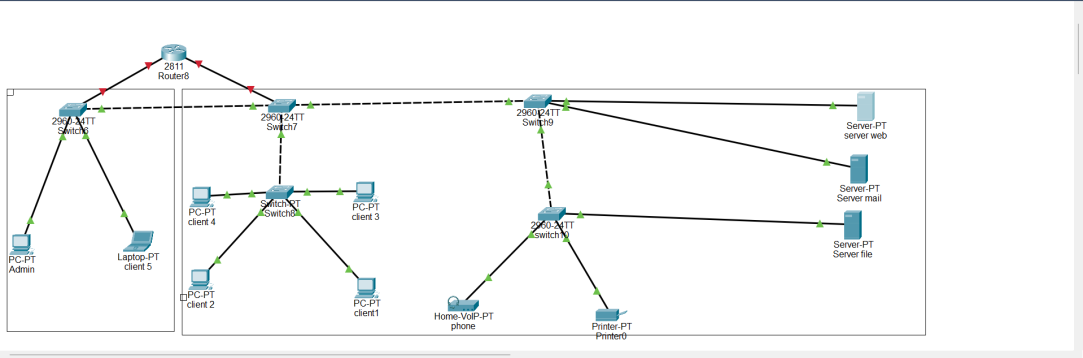 2811
Router8
2960-24TT
Switch6
2960-24TT
Switch7
2960-24TT
Switch9
Server-PT
server web
Server-PT
Server mail
Switch-PT
Switch8
PC-PT
client 4
PC-PT
client 3
2960-24TT
switch10
Server-PT
Server file
PC-PT
Admin
Laptop-PT
client 5
PC-PT
client 2
PC-PT
client1
Home-VoIP-PT
phone
Printer-PT
Printer0